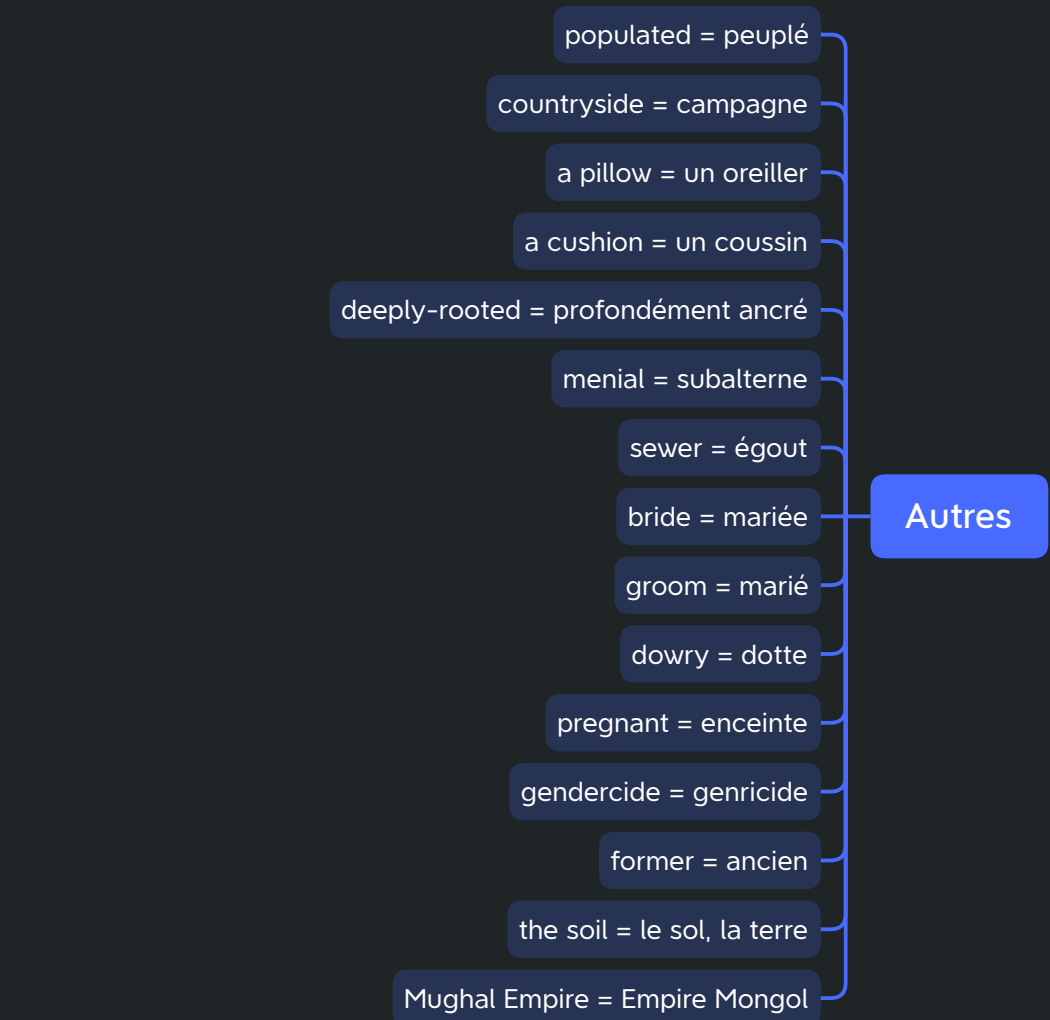 populated = peuplé
countryside = campagne
a pillow = un oreiller
a cushion = un coussin
deeply-rooted = profondément ancré
menial = subalterne
sewer = égout
bride = mariée
groom = marié
dowry = dotte
pregnant = enceinte
gendercide = genricide
former = ancien
the soil = le sol, la terre
Mughal Empire = Empire Mongol
Autres